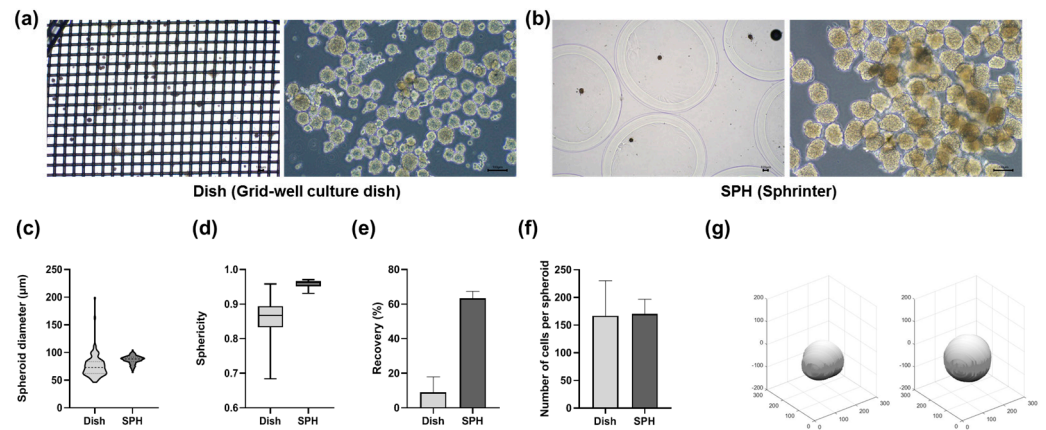 (a)
(b)
Dish (Grid-well culture dish)
SPH (Sphrinter)
(c)
(d)
(e)
(f)
(g)
Spheroid diameter (μm)
250
200
150
100
50
0
Dish
SPH
Sphericity
1.0
0.9
0.8
0.7
0.6
Dish
SPH
Recovery (%)
80
60
40
20
0
Dish
SPH
Number of cells per spheroid
250
200
150
100
50
0
Dish
SPH
200
100
0
-100
-200
300
200
100
0
0
100
200
300
200
100
0
-100
-200
300
200
100
0
0
100
200
300